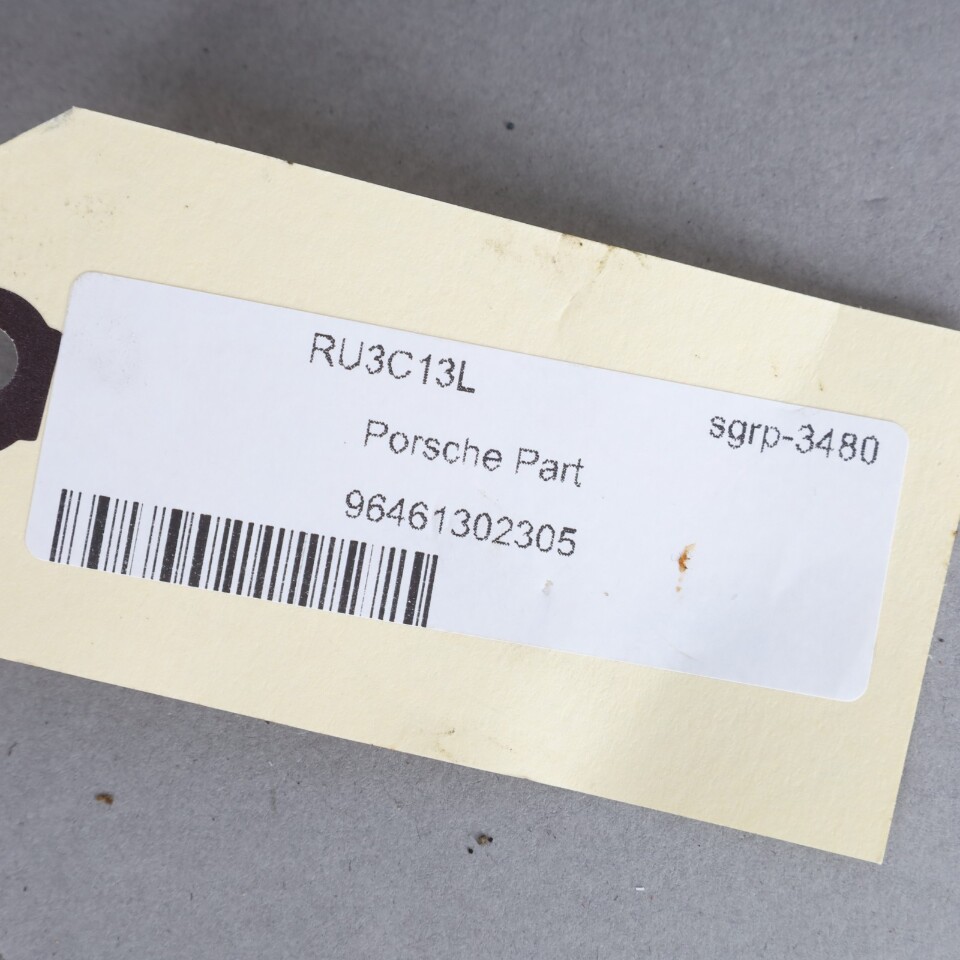 RU3C13L
sgrp-3480
Porsche Part
96461302305